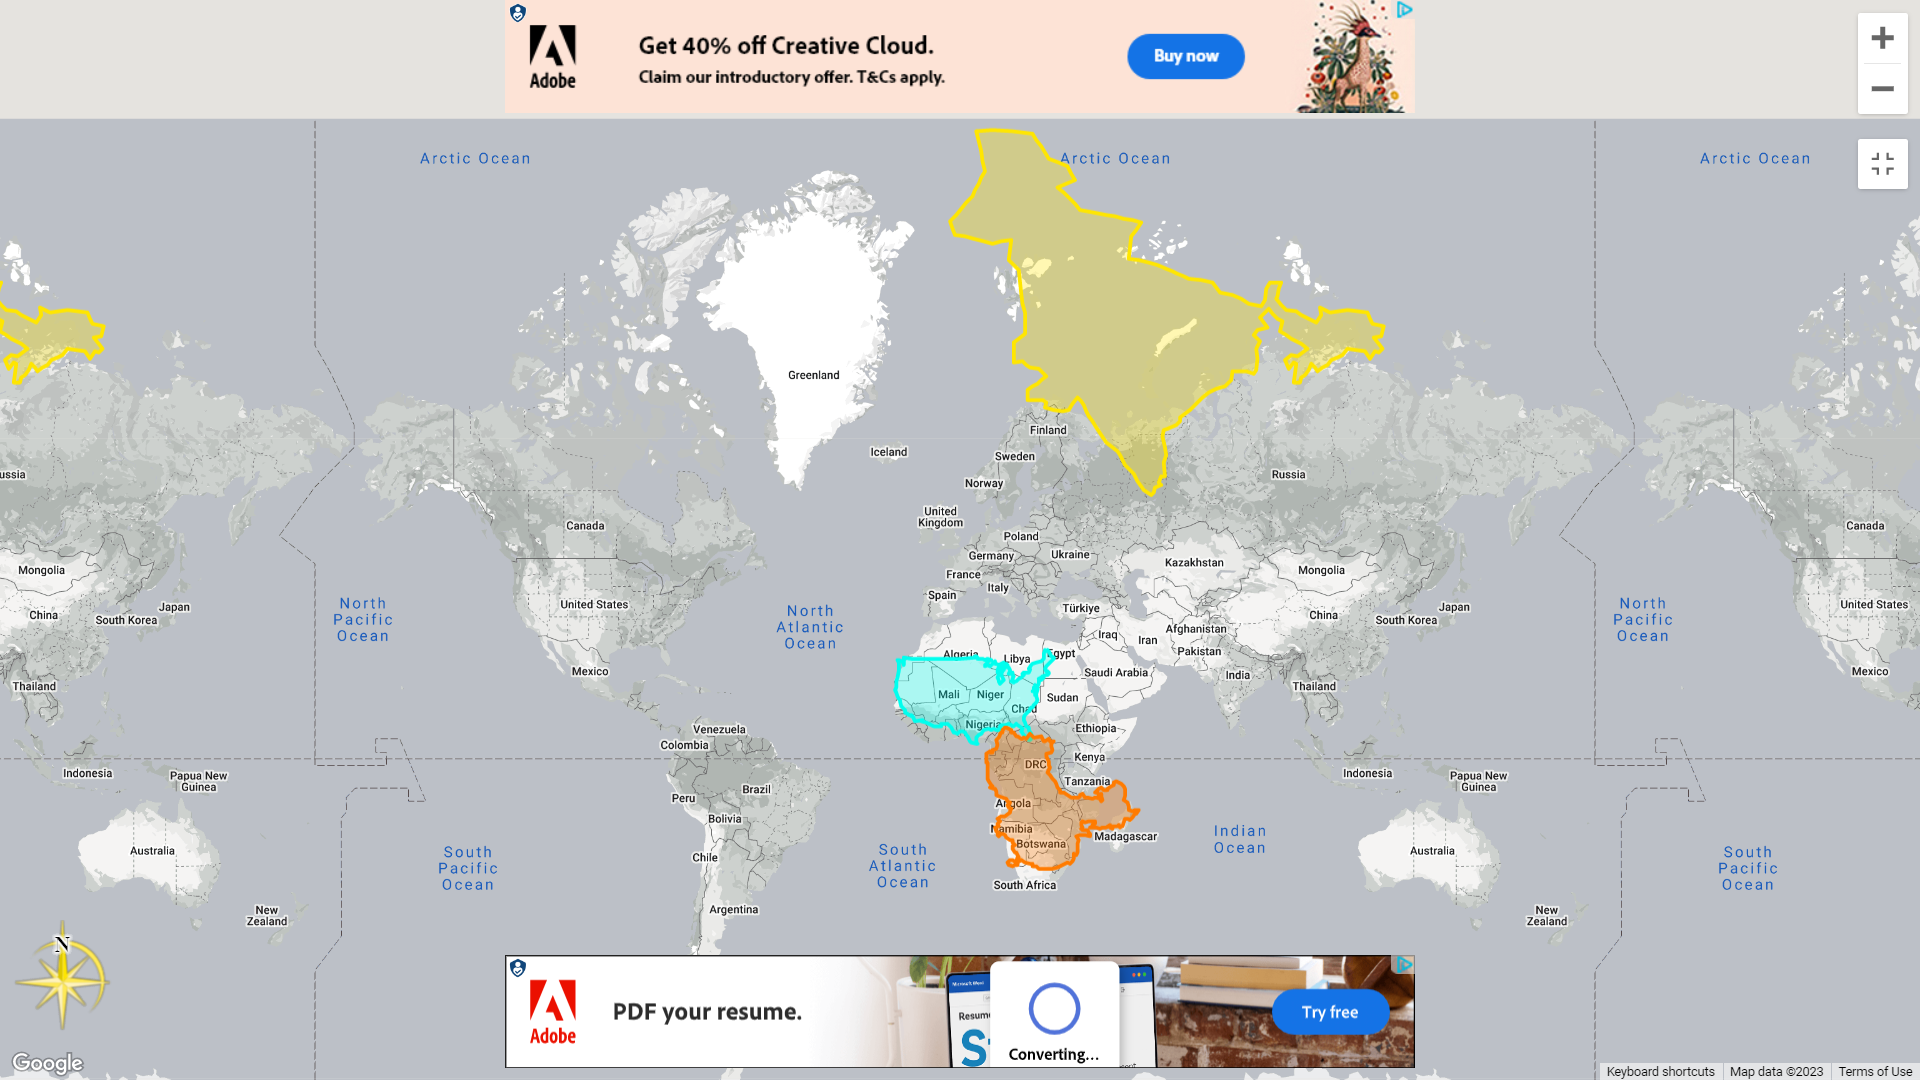 Adobe
Get 40% off Creative Cloud.
Claim our introductory offer. T&Cs apply.
Buy now
Arctic Ocean
Arctic Ocean
Arctic Ocean
Greenland
Finland
Iceland
Sweden
Norway
Russia
ussia
United
Kingdom
Canada
Canada
Poland
Germany
Ukraine
Kazakhstan
Mongolia
Mongolia
France
Italy
Spain
United States
United States
Türkiye
Japan
Japan
China
China
South Korea
South Korea
North
Pacific
Ocean
North
Atlantic
Ocean
North
Pacific
Ocean
Iraq
Iran
Afghanistan
Pakistan
Algeria
Libya
Egypt
Saudi Arabia
India
Mexico
Mexico
Thailand
Thailand
Mali
Niger
Chad
Sudan
Nigeria
Ethiopia
Venezuela
Colombia
Kenya
DRC
Tanzania
Indonesia
Papua New
Guinea
Indonesia
Papua New
Guinea
Peru
Brazil
Angola
Bolivia
Namibia
Madagascar
Botswana
Australia
Australia
Chile
Indian
Ocean
South
Pacific
Ocean
South
Atlantic
Ocean
South
Pacific
Ocean
South Africa
Argentina
New
Zealand
New
Zealand
N
Adobe
PDF your resume.
Microsoft Word
Resum
S
Converting...
Try free
Google
Keyboard shortcuts
Map data ©2023
Terms of Use